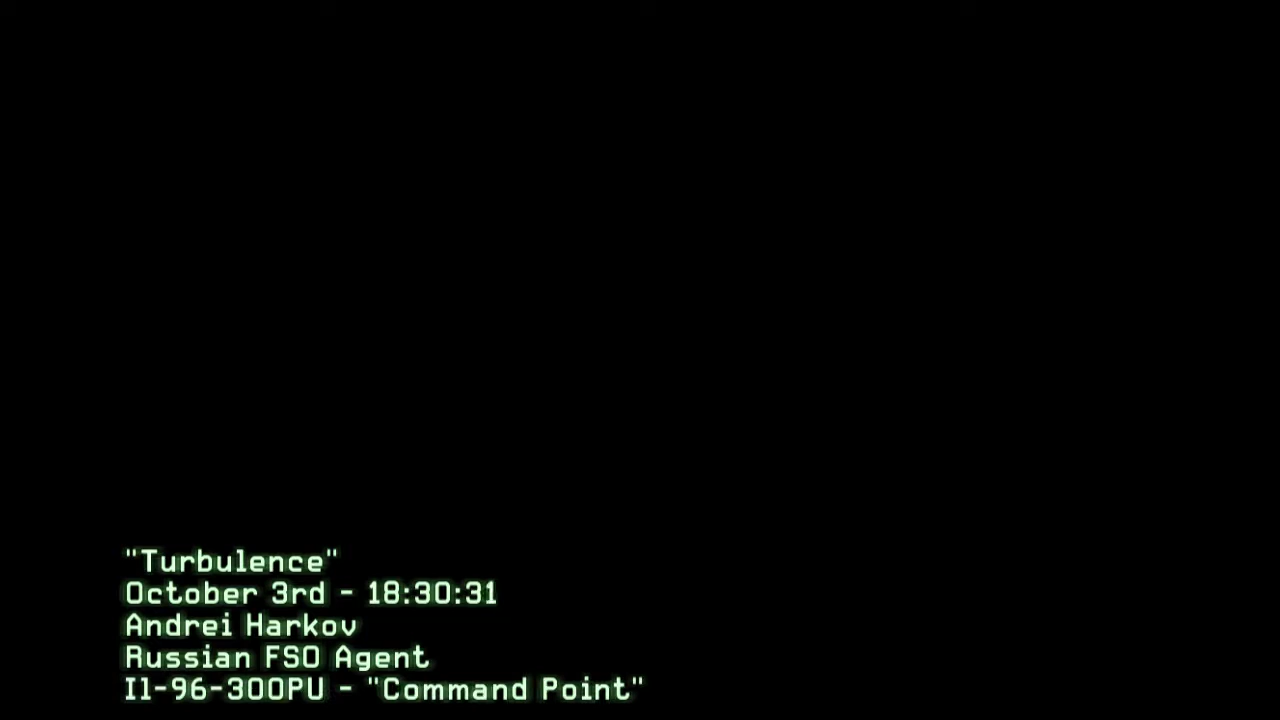 "Turbulence"
October 3rd - 18:30:31
Andrei Harkov
Russian FSO Agent
Il-96-300PU - "Command Point"